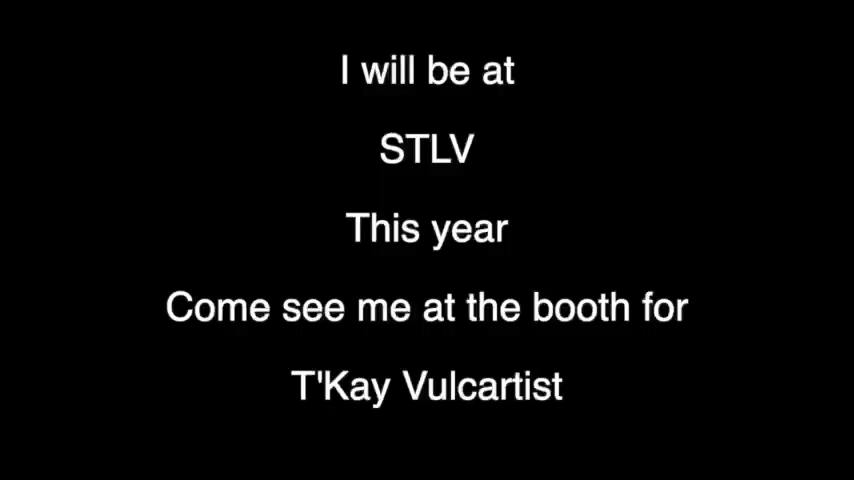 I will be at
STLV
This year
Come see me at the booth for
T'Kay Vulcartist